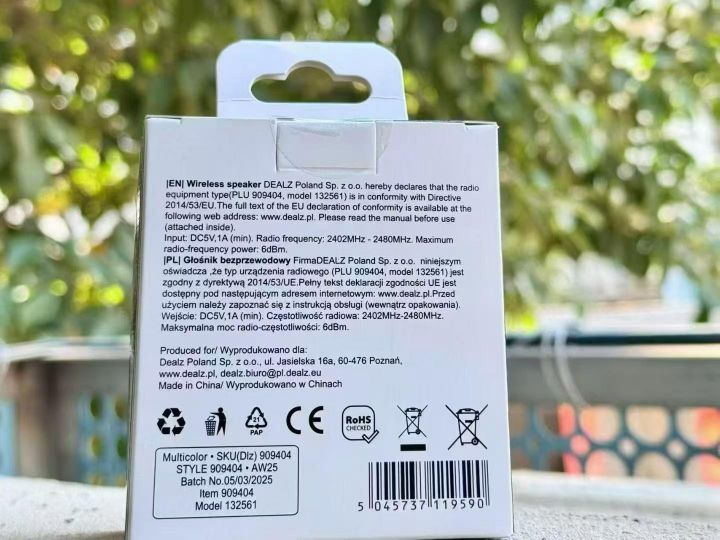 |EN| Wireless speaker DEALZ Poland Sp. z o.o. hereby declares that the radio
equipment type(PLU 909404, model 132561) is in conformity with Directive
2014/53/EU.The full text of the EU declaration of conformity is available at the
following web address: www.dealz.pl. Please read the manual before use
(attached inside).
Input: DC5V,1A (min). Radio frequency: 2402MHz - 2480MHz. Maximum
radio-frequency power: 6dBm.
|PL| Głośnik bezprzewodowy FirmaDEALZ Poland Sp. z o.o. niniejszym
oświadcza ,że typ urządzenia radiowego (PLU 909404, model 132561) jest
zgodny z dyrektywą 2014/53/UE.Pełny tekst deklaracji zgodności UE jest
dostępny pod następującym adresem internetowym: www.dealz.pl.Przed
użyciem należy zapoznać się z instrukcją obsługi (wewnątrz opakowania).
Wejście: DC5V,1A (min). Częstotliwość radiowa: 2402MHz-2480MHz.
Maksymalna moc radio-częstotliwości: 6dBm.
Produced for/ Wyprodukowano dla:
Dealz Poland Sp. z o.o., ul. Jasielska 16a, 60-476 Poznań,
www.dealz.pl, dealz.biuro@pl.dealz.eu
Made in China/ Wyprodukowano w Chinach
21
PAP
CE
RoHS
CHECKED
Multicolor • SKU(Dlz) 909404
STYLE 909404 • AW25
Batch No.05/03/2025
Item 909404
Model 132561
5 045737 119590